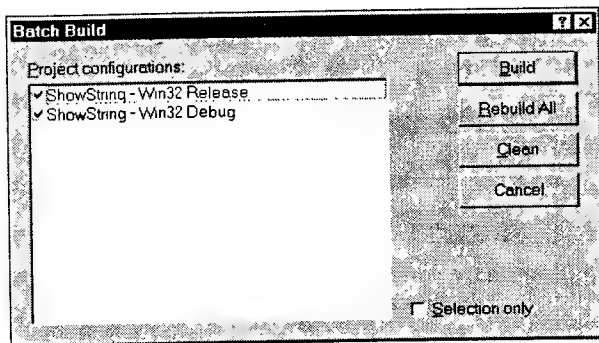 Batch Build
Project configurations:
ShowString - Win32 Release
ShowString - Win32 Debug
Build
Rebuild All
Clean
Cancel
Selection only